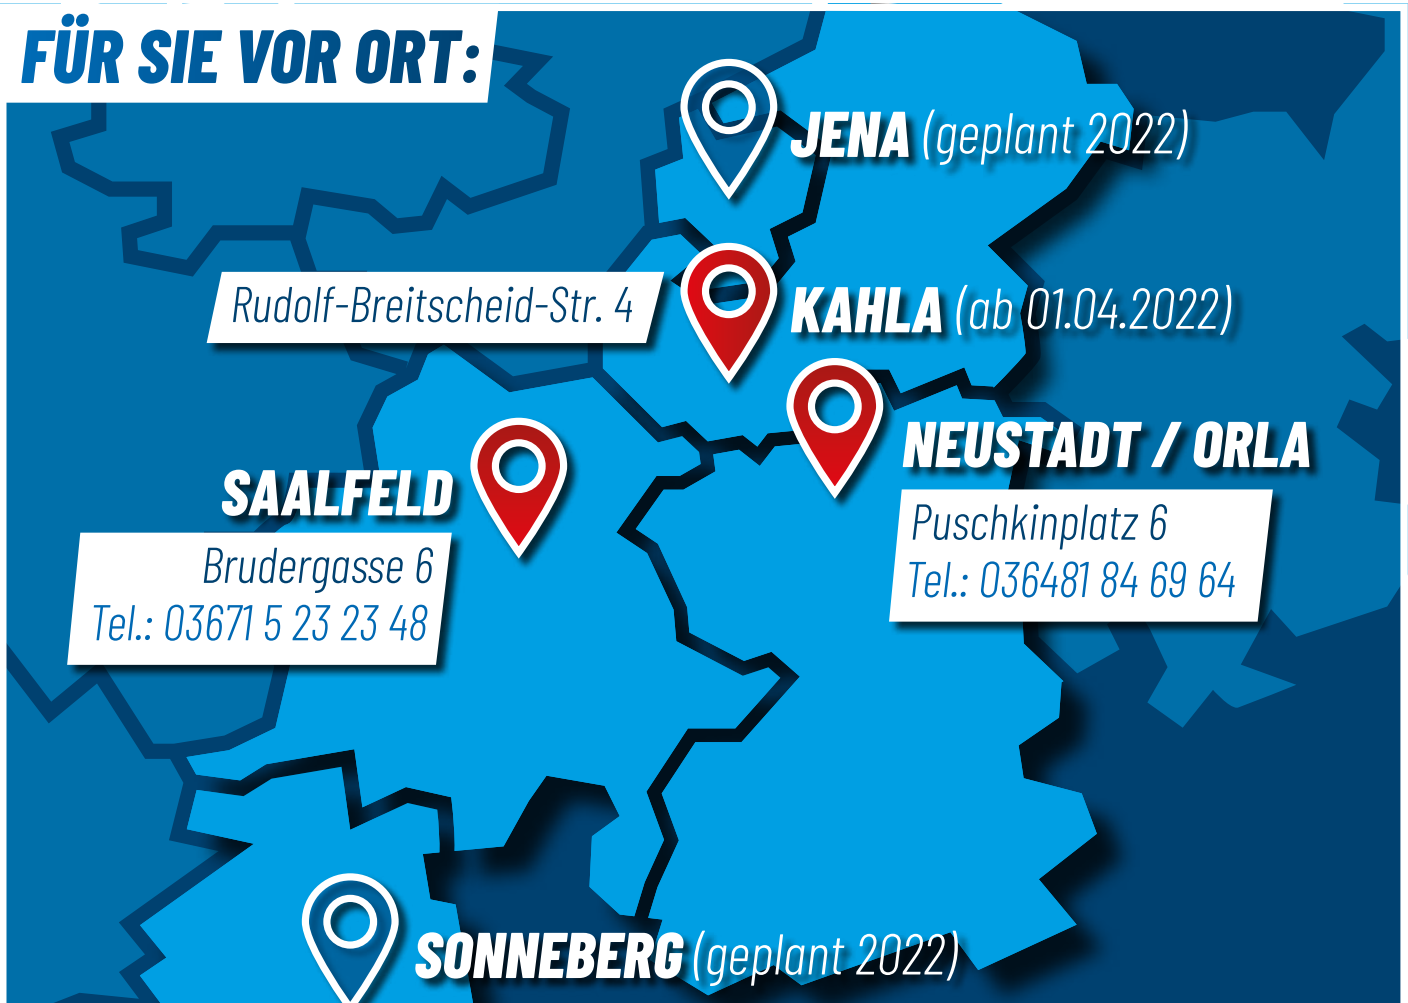 FÜR SIE VOR ORT:
JENA (geplant 2022)
Rudolf-Breitscheid-Str. 4
KAHLA (ab 01.04.2022)
NEUSTADT / ORLA
Puschkinplatz 6
Tel.: 036481 84 69 64
SAALFELD
Brudergasse 6
Tel.: 03671 5 23 23 48
SONNEBERG (geplant 2022)